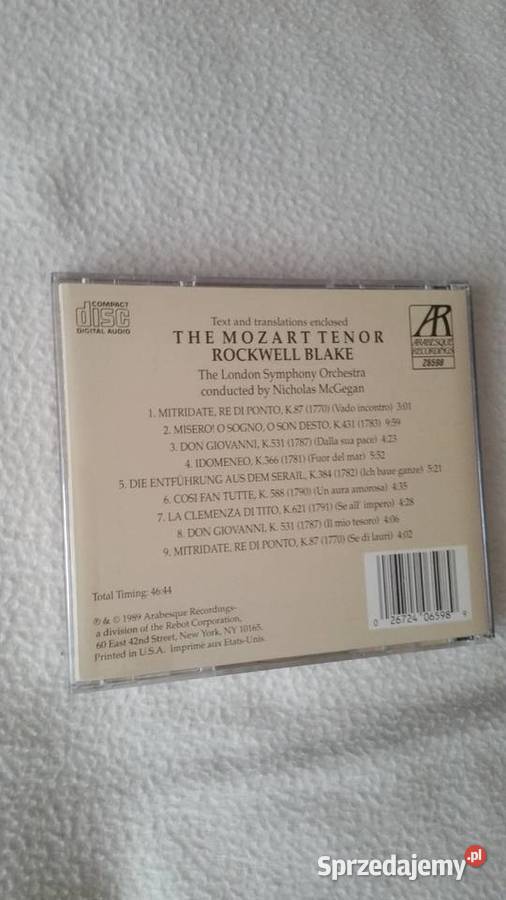 COMPACT
disc
DIGITAL AUDIO
Text and translations enclosed
THE MOZART TENOR
ROCKWELL BLAKE
The London Symphony Orchestra
conducted by Nicholas McGegan
AR
ARABESQUE
RECORDINGS
Z6598
1. MITRIDATE, RE DI PONTO, K.87 (1770) (Vado incontro) 3:01
2. MISERO! O SOGNO, O SON DESTO, K.431 (1783) 9:59
3. DON GIOVANNI, K.531 (1787) (Dalla sua pace) 4:23
4. IDOMENEO, K.366 (1781) (Fuor del mar) 5:52
5. DIE ENTFÜHRUNG AUS DEM SERAIL, K.384 (1782) (Ich baue ganze) 5:21
6. COSI FAN TUTTE, K. 588 (1790) (Un aura amorosa) 4:35
7. LA CLEMENZA DI TITO, K.621 (1791) (Se all' impero) 4:28
8. DON GIOVANNI, K. 531 (1787) (Il mio tesoro) 4:06
9. MITRIDATE, RE DI PONTO, K.87 (1770) (Se di lauri) 4:02
Total Timing: 46:44
℗ & © 1989 Arabesque Recordings-
a division of the Rebot Corporation,
60 East 42nd Street, New York, NY 10165.
Printed in U.S.A. Imprime aux Etats-Unis.
0 26724 06598 9
Sprzedajemy.pl